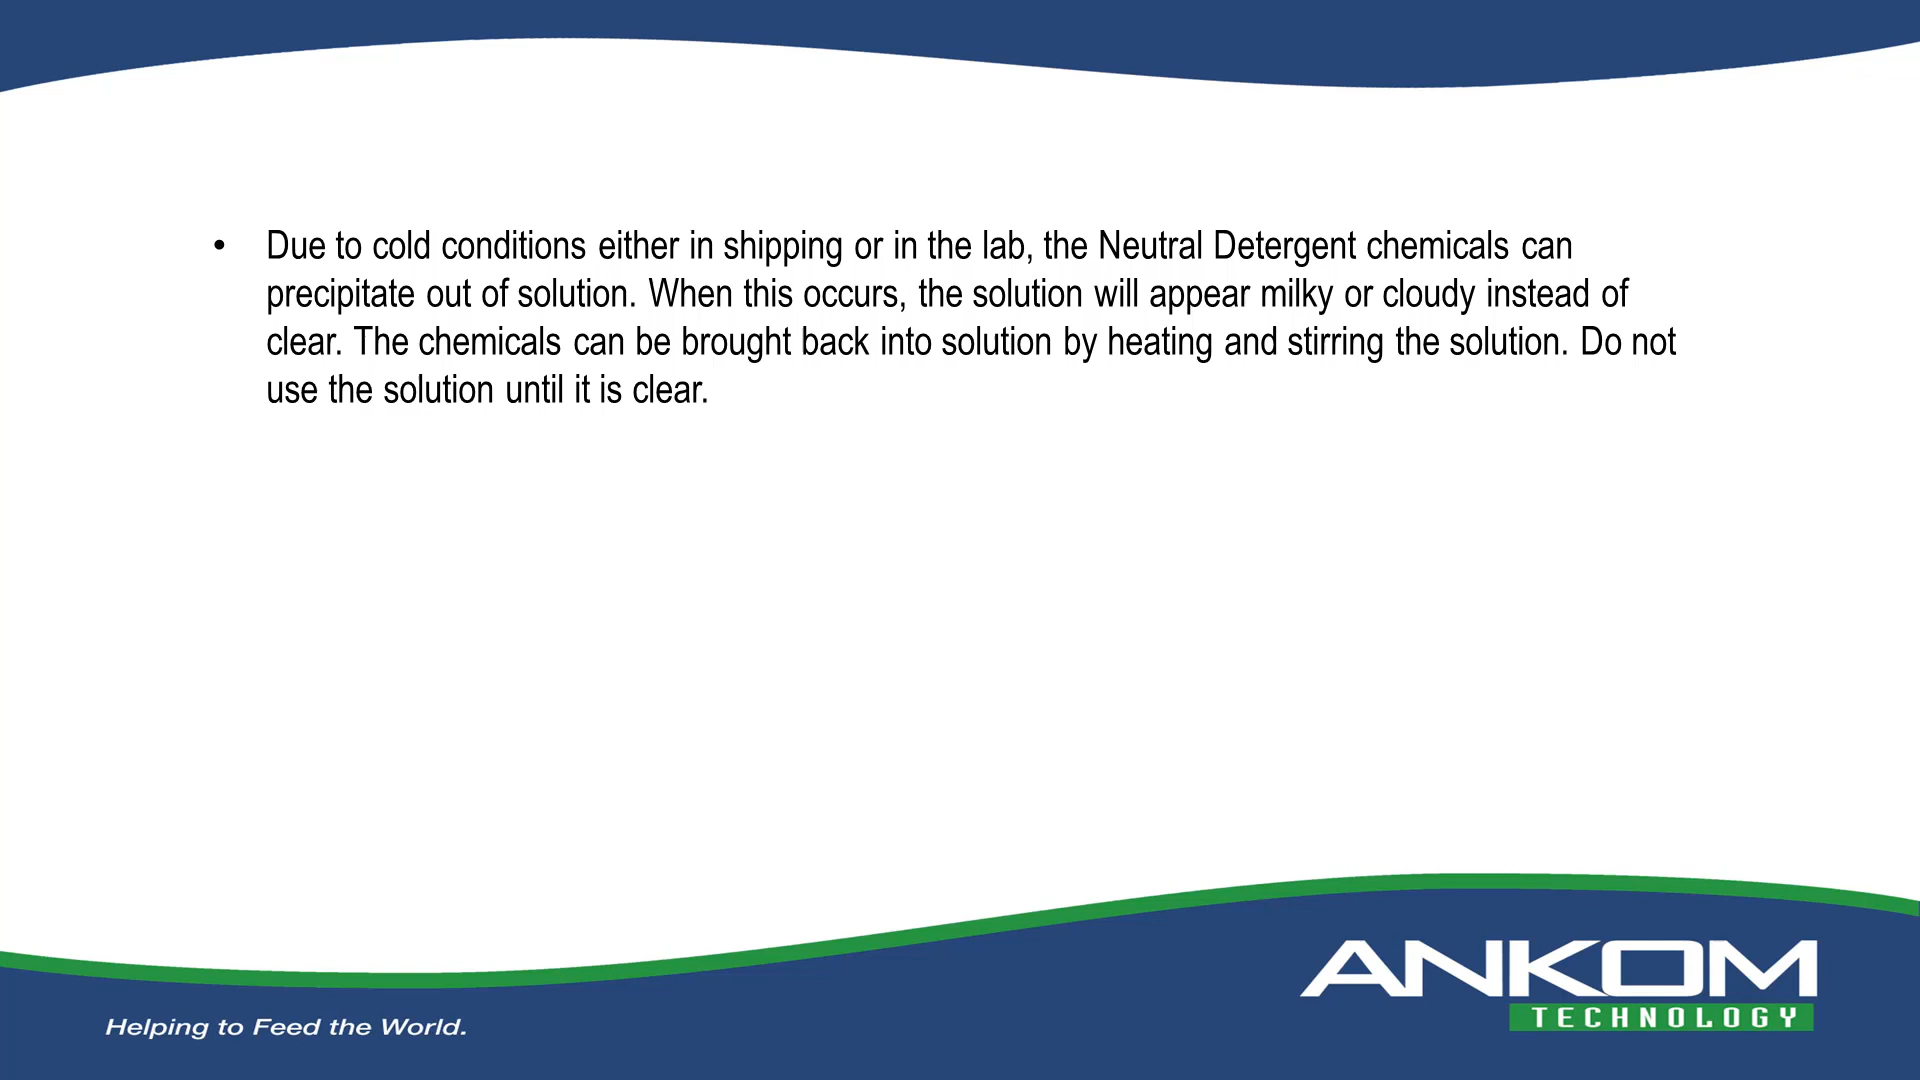 • Due to cold conditions either in shipping or in the lab, the Neutral Detergent chemicals can
precipitate out of solution. When this occurs, the solution will appear milky or cloudy instead of
clear. The chemicals can be brought back into solution by heating and stirring the solution. Do not
use the solution until it is clear.
Helping to Feed the World.
ANKOM
TECHNOLOGY